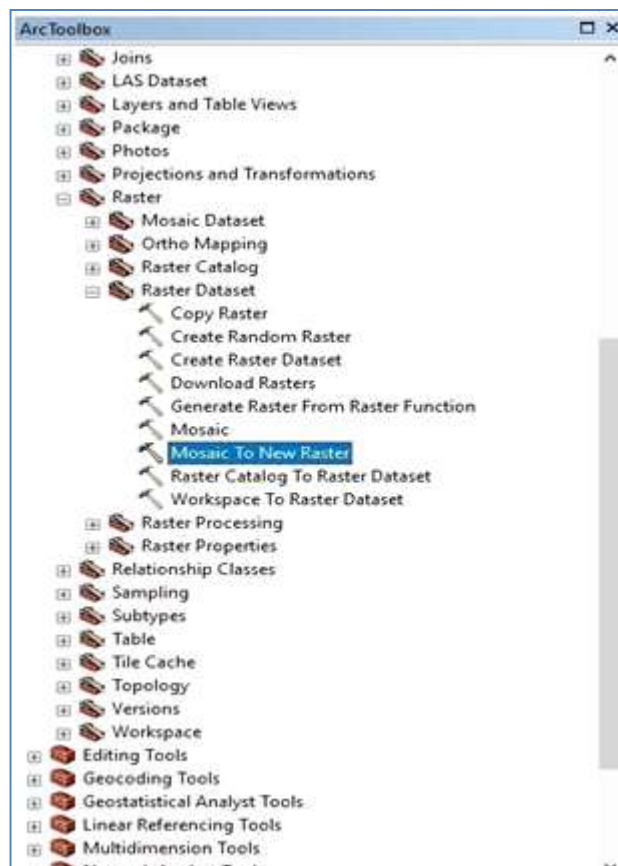 ArcToolbox
Joins
LAS Dataset
Layers and Table Views
Package
Photos
Projections and Transformations
Raster
Mosaic Dataset
Ortho Mapping
Raster Catalog
Raster Dataset
Copy Raster
Create Random Raster
Create Raster Dataset
Download Rasters
Generate Raster From Raster Function
Mosaic
Mosaic To New Raster
Raster Catalog To Raster Dataset
Workspace To Raster Dataset
Raster Processing
Raster Properties
Relationship Classes
Sampling
Subtypes
Table
Tile Cache
Topology
Versions
Workspace
Editing Tools
Geocoding Tools
Geostatistical Analyst Tools
Linear Referencing Tools
Multidimension Tools